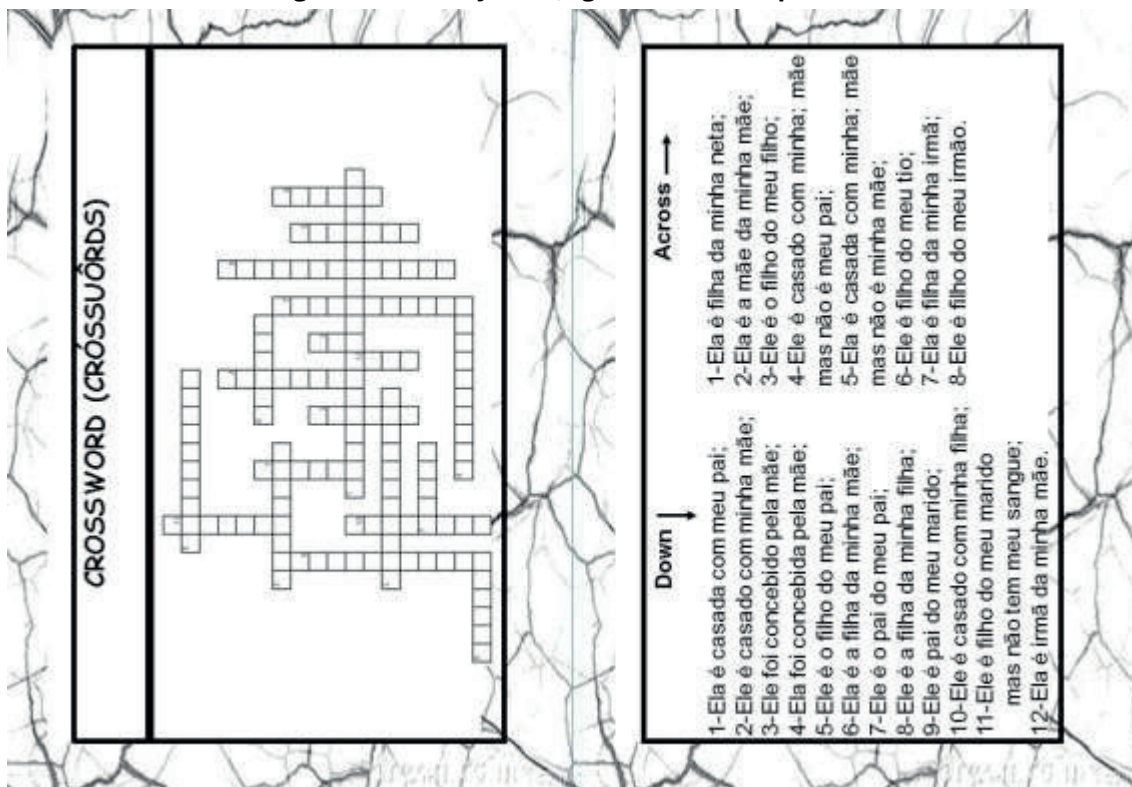 CROSSWORD (CRÓSSUÔRDS)
Down
1-Ela é casada com meu pai;
2-Ele é casado com minha mãe;
3-Ele foi concebido pela mãe;
4-Ela foi concebida pela mãe;
5-Ele é o filho do meu pai;
6-Ela é a filha da minha mãe;
7-Ele é o pai do meu pai;
8-Ele é a filha da minha filha;
9-Ele é pai do meu marido;
10-Ele é casado com minha filha;
11-Ele é filho do meu marido
mas não tem meu sangue;
12-Ela é irmã da minha mãe.
Across
1-Ela é filha da minha neta;
2-Ela é a mãe da minha mãe;
3-Ele é o filho do meu filho;
4-Ele é casado com minha; mãe
mas não é meu pai;
5-Ela é casada com minha; mãe
mas não é minha mãe;
6-Ele é filho do meu tio;
7-Ela é filha da minha irmã;
8-Ele é filho do meu irmão.